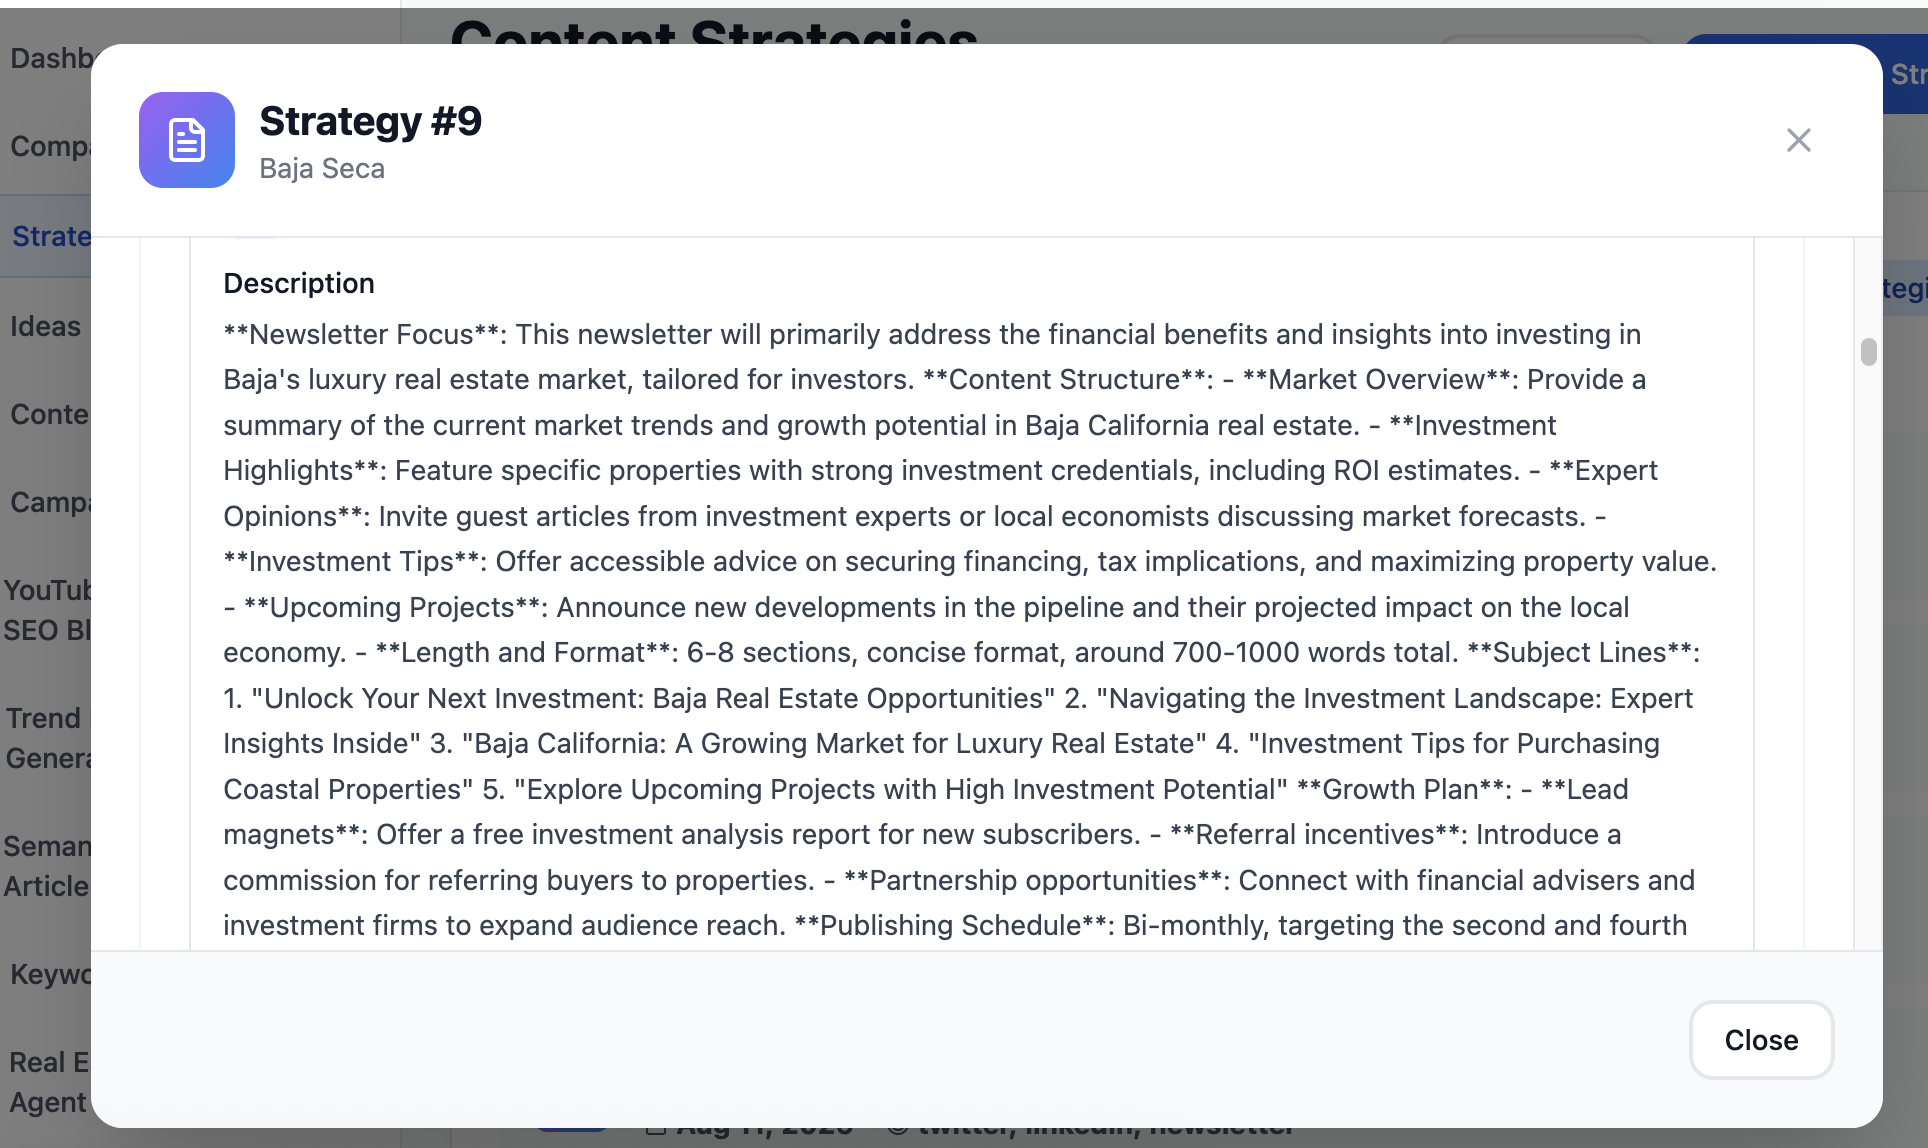 Content Strategies
Dashb
Compa
Strate
Ideas
Conte
Campa
YouTub
SEO Bl
Trend
Genera
Seman
Article
Keywo
Real E
Agent
Str
tegi
Strategy #9
Baja Seca
Description
**Newsletter Focus**: This newsletter will primarily address the financial benefits and insights into investing in
Baja's luxury real estate market, tailored for investors. **Content Structure**: - **Market Overview**: Provide a
summary of the current market trends and growth potential in Baja California real estate. - **Investment
Highlights**: Feature specific properties with strong investment credentials, including ROI estimates. - **Expert
Opinions**: Invite guest articles from investment experts or local economists discussing market forecasts. -
**Investment Tips**: Offer accessible advice on securing financing, tax implications, and maximizing property value.
- **Upcoming Projects**: Announce new developments in the pipeline and their projected impact on the local
economy. - **Length and Format**: 6-8 sections, concise format, around 700-1000 words total. **Subject Lines**:
1. "Unlock Your Next Investment: Baja Real Estate Opportunities" 2. "Navigating the Investment Landscape: Expert
Insights Inside" 3. "Baja California: A Growing Market for Luxury Real Estate" 4. "Investment Tips for Purchasing
Coastal Properties" 5. "Explore Upcoming Projects with High Investment Potential" **Growth Plan**: - **Lead
magnets**: Offer a free investment analysis report for new subscribers. - **Referral incentives**: Introduce a
commission for referring buyers to properties. - **Partnership opportunities**: Connect with financial advisers and
investment firms to expand audience reach. **Publishing Schedule**: Bi-monthly, targeting the second and fourth
Close
twitter, linkedin, newsletter